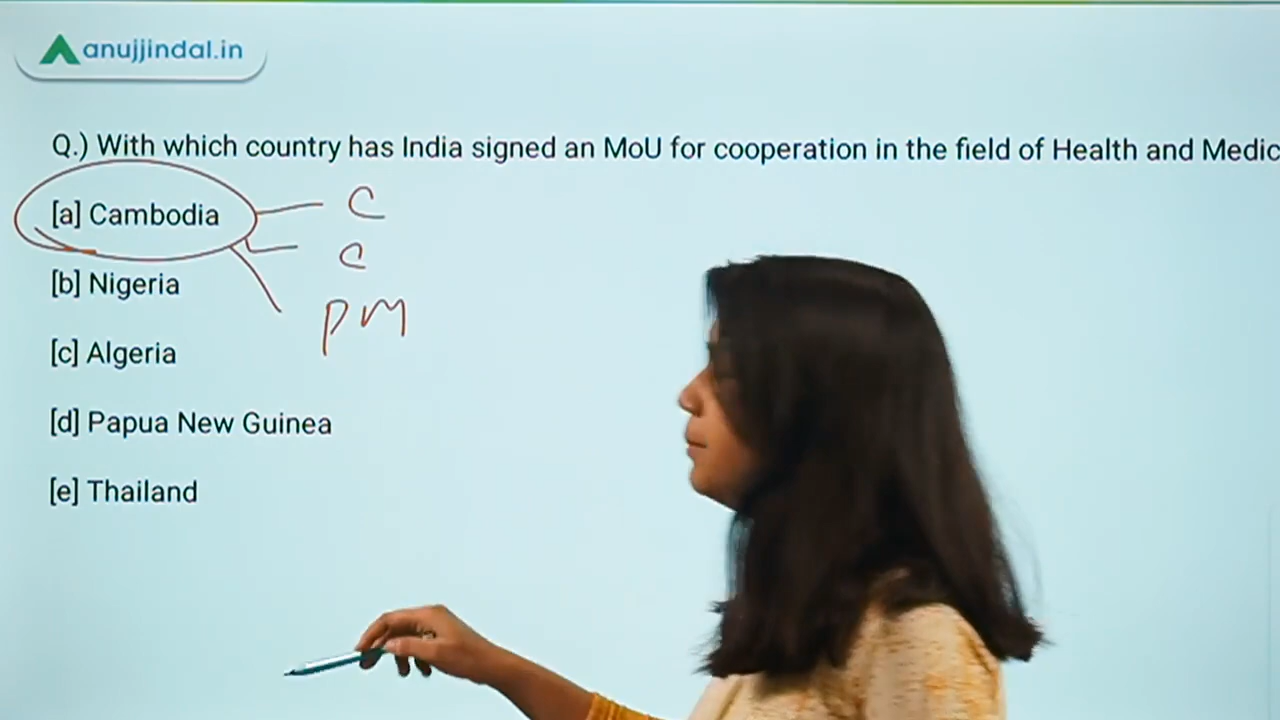 anujjindal.in
Q.) With which country has India signed an MoU for cooperation in the field of Health and Medic
[a] Cambodia
C
C
[b] Nigeria
PM
[c] Algeria
[d] Papua New Guinea
[e] Thailand